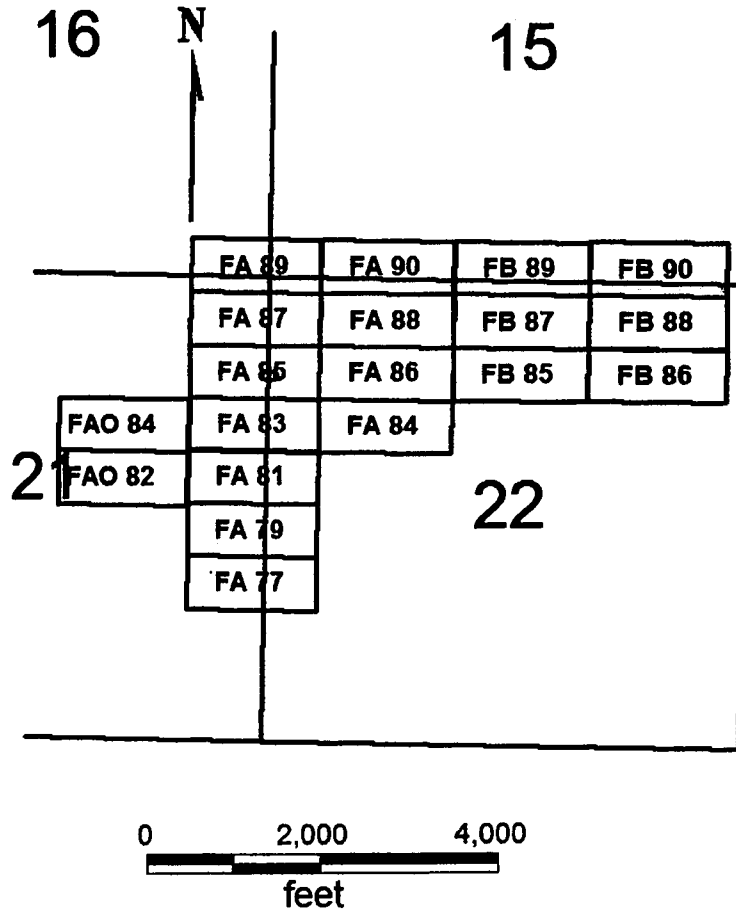 16 N 15
FA 89 FA 90 FB 89 FB 90
FA 87 FA 88 FB 87 FB 88
FA 85 FA 86 FB 85 FB 86
FAO 84 FA 83 FA 84
21 FAO 82 FA 81
22
FA 79
FA 77
0 2,000 4,000
feet